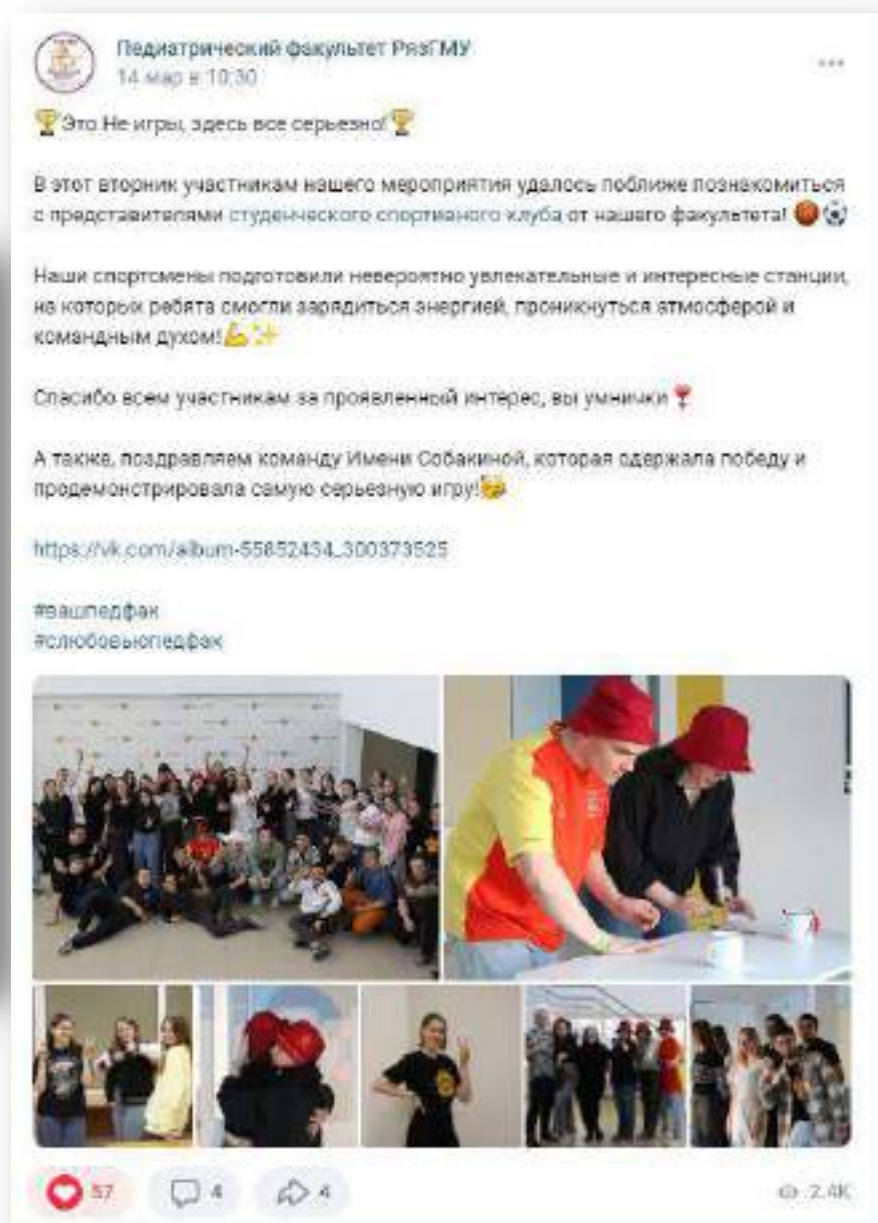 Педиатрический факультет РязГМУ
14 мар в 10:30
🏆Это Не игры, здесь все серьезно!🏆
В этот вторник участникам нашего мероприятия удалось поближе познакомиться
с представителями студенческого спортивного клуба от нашего факультета! 🏀⚽
Наши спортсмены подготовили невероятно увлекательные и интересные станции,
на которых ребята смогли зарядиться энергией, проникнуться атмосферой и
командным духом!💪✨
Спасибо всем участникам за проявленный интерес, вы умнички ❣
А также, поздравляем команду Имени Собакиной, которая одержала победу и
продемонстрировала самую серьезную игру!🥳
https://vk.com/album-55852434_300373525
#вашпедфак
#слюбовьюпедфак
57 4 4 2.4K